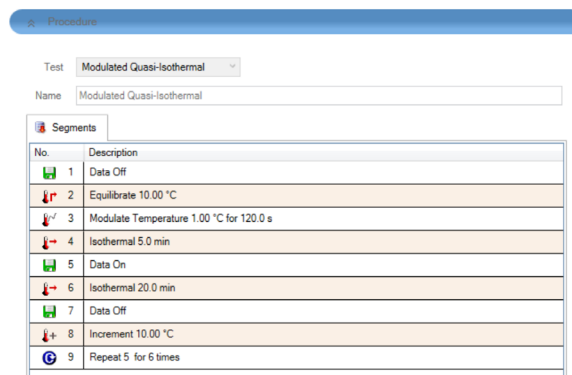 Procedure
Test Modulated Quasi-Isothermal
Name Modulated Quasi-Isothermal
Segments
No. Description
1 Data Off
2 Equilibrate 10.00 °C
3 Modulate Temperature 1.00 °C for 120.0 s
4 Isothermal 5.0 min
5 Data On
6 Isothermal 20.0 min
7 Data Off
8 Increment 10.00 °C
9 Repeat 5 for 6 times